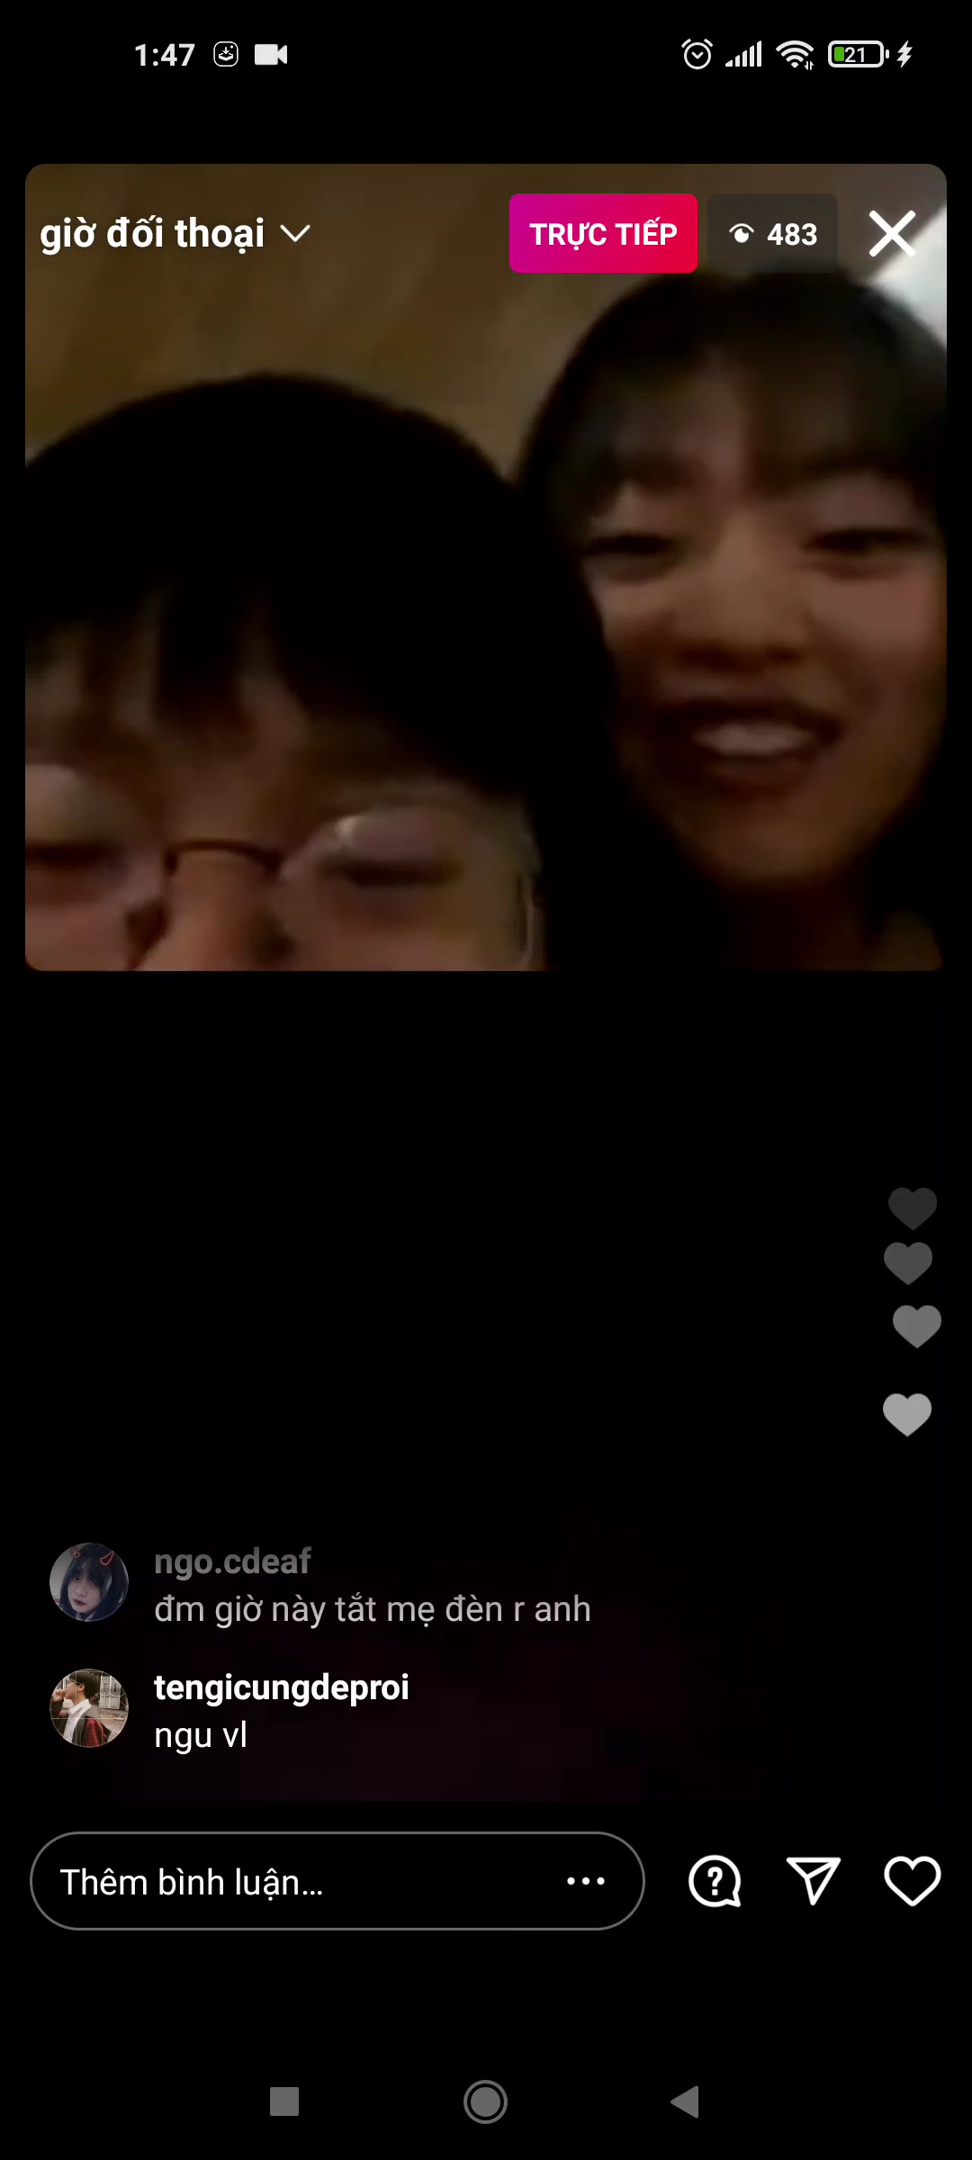 1:47
21
giờ đối thoại
TRỰC TIẾP
483
ngo.cdeaf
đm giờ này tắt mẹ đèn r anh
tengicungdeproi
ngu vl
Thêm bình luận...